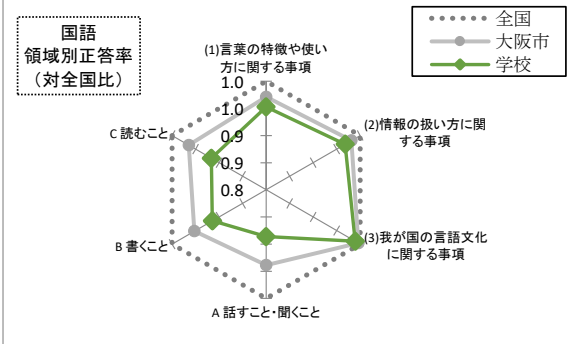 国語
領域別正答率
（対全国比）
全国
大阪市
学校
(1)言葉の特徴や使い
方に関する事項
1.0
1.0
0.9
0.9
0.8
(2)情報の扱い方に関
する事項
(3)我が国の言語文化
に関する事項
A 話すこと・聞くこと
B 書くこと
C 読むこと